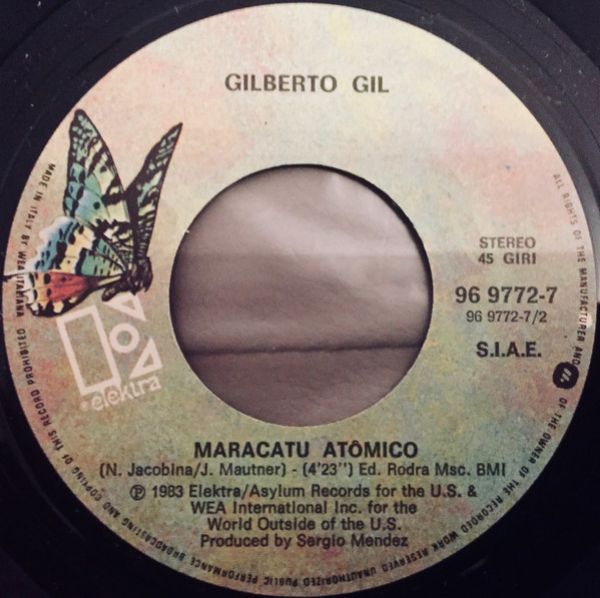 GILBERTO GIL
STEREO
45 GIRI
96 9772-7
96 9772-7/2
S.I.A.E.
elektra
MARACATU ATÔMICO
(N. Jacobina/J. Mautner) - (4'23") Ed. Rodra Msc. BMI
℗ 1983 Elektra/Asylum Records for the U.S. &
WEA International Inc. for the
World Outside of the U.S.
Produced by Sergio Mendez
MADE IN ITALY BY WEA ITALIANA
ALL RIGHTS OF THE MANUFACTURER AND OF THE OWNER OF THE RECORDED WORK RESERVED UNAUTHORIZED PUBLIC PERFORMANCE BROADCASTING AND COPYING OF THIS RECORD PROHIBITED